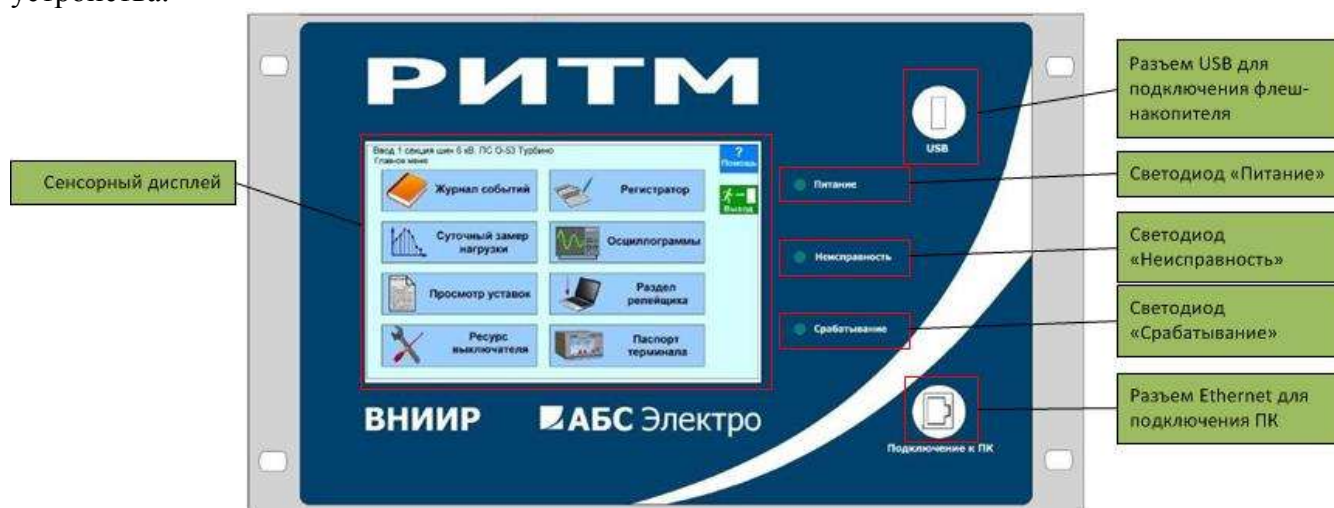 устройства.
РИТМ
USB
Ввод 1 секция шин 6 кВ. ПС О-53 Турбино
Главное меню
?
Помощь
Выход
Журнал событий
Регистратор
Суточный замер
нагрузки
Осциллограммы
Просмотр уставок
Раздел
релейщика
Ресурс
выключателя
Паспорт
терминала
Питание
Неисправность
Срабатывание
ВНИИР
АБС Электро
Подключение к ПК
Сенсорный дисплей
Разъем USB для
подключения флеш-
накопителя
Светодиод «Питание»
Светодиод
«Неисправность»
Светодиод
«Срабатывание»
Разъем Ethernet для
подключения ПК